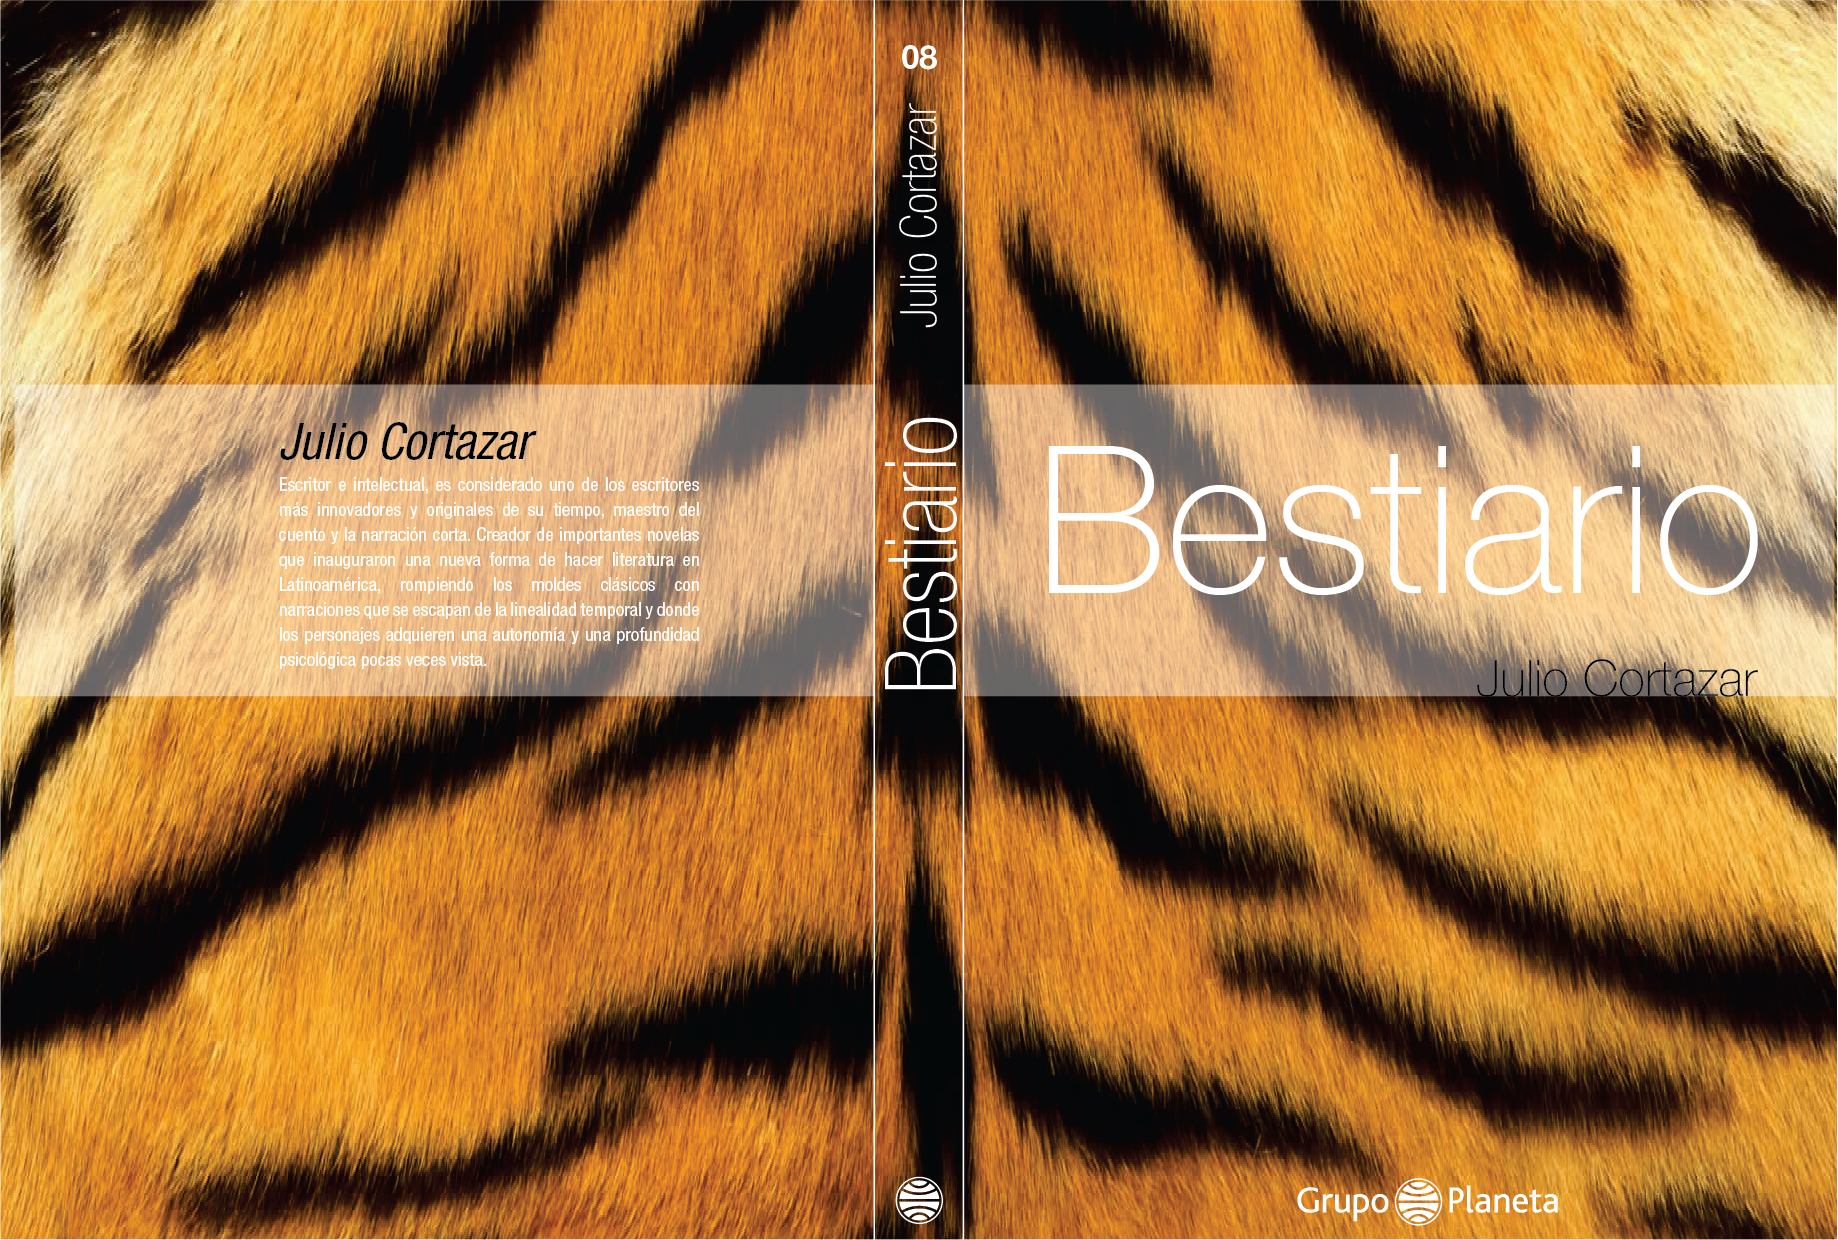 Julio Cortazar
Escritor e intelectual, es considerado uno de los escritores
más innovadores y originales de su tiempo, maestro del
cuento y la narración corta. Creador de importantes novelas
que inauguraron una nueva forma de hacer literatura en
Latinoamérica, rompiendo los moldes clásicos con
narraciones que se escapan de la linealidad temporal y donde
los personajes adquieren una autonomía y una profundidad
psicológica pocas veces vista.
08
Julio Cortazar
Bestiario
Bestiario
Julio Cortazar
Grupo Planeta